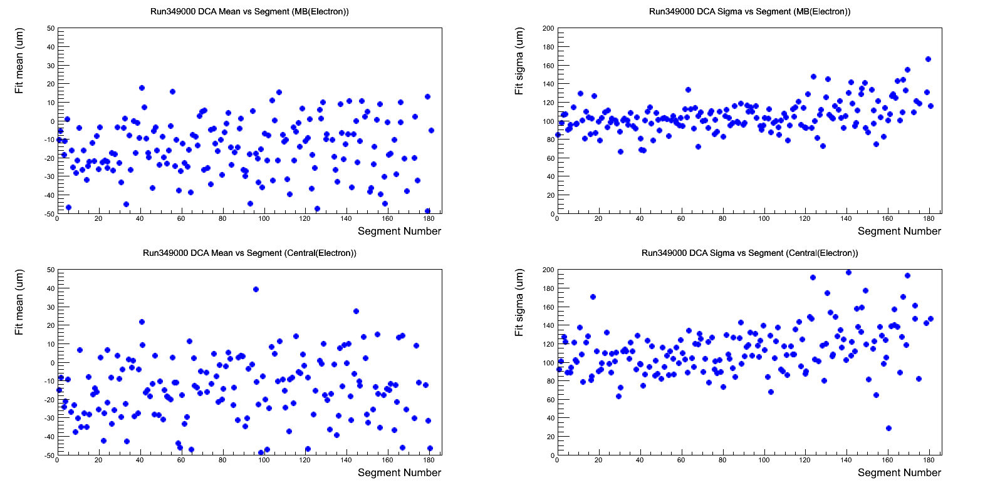 Run349000 DCA Mean vs Segment (MB(Electron))
Fit mean (um)
50
40
30
20
10
0
-10
-20
-30
-40
-50
0 20 40 60 80 100 120 140 160 180
Segment Number
Run349000 DCA Sigma vs Segment (MB(Electron))
Fit sigma (um)
200
180
160
140
120
100
80
60
40
20
0
0 20 40 60 80 100 120 140 160 180
Segment Number
Run349000 DCA Mean vs Segment (Central(Electron))
Fit mean (um)
50
40
30
20
10
0
-10
-20
-30
-40
-50
0 20 40 60 80 100 120 140 160 180
Segment Number
Run349000 DCA Sigma vs Segment (Central(Electron))
Fit sigma (um)
200
180
160
140
120
100
80
60
40
20
0
0 20 40 60 80 100 120 140 160 180
Segment Number